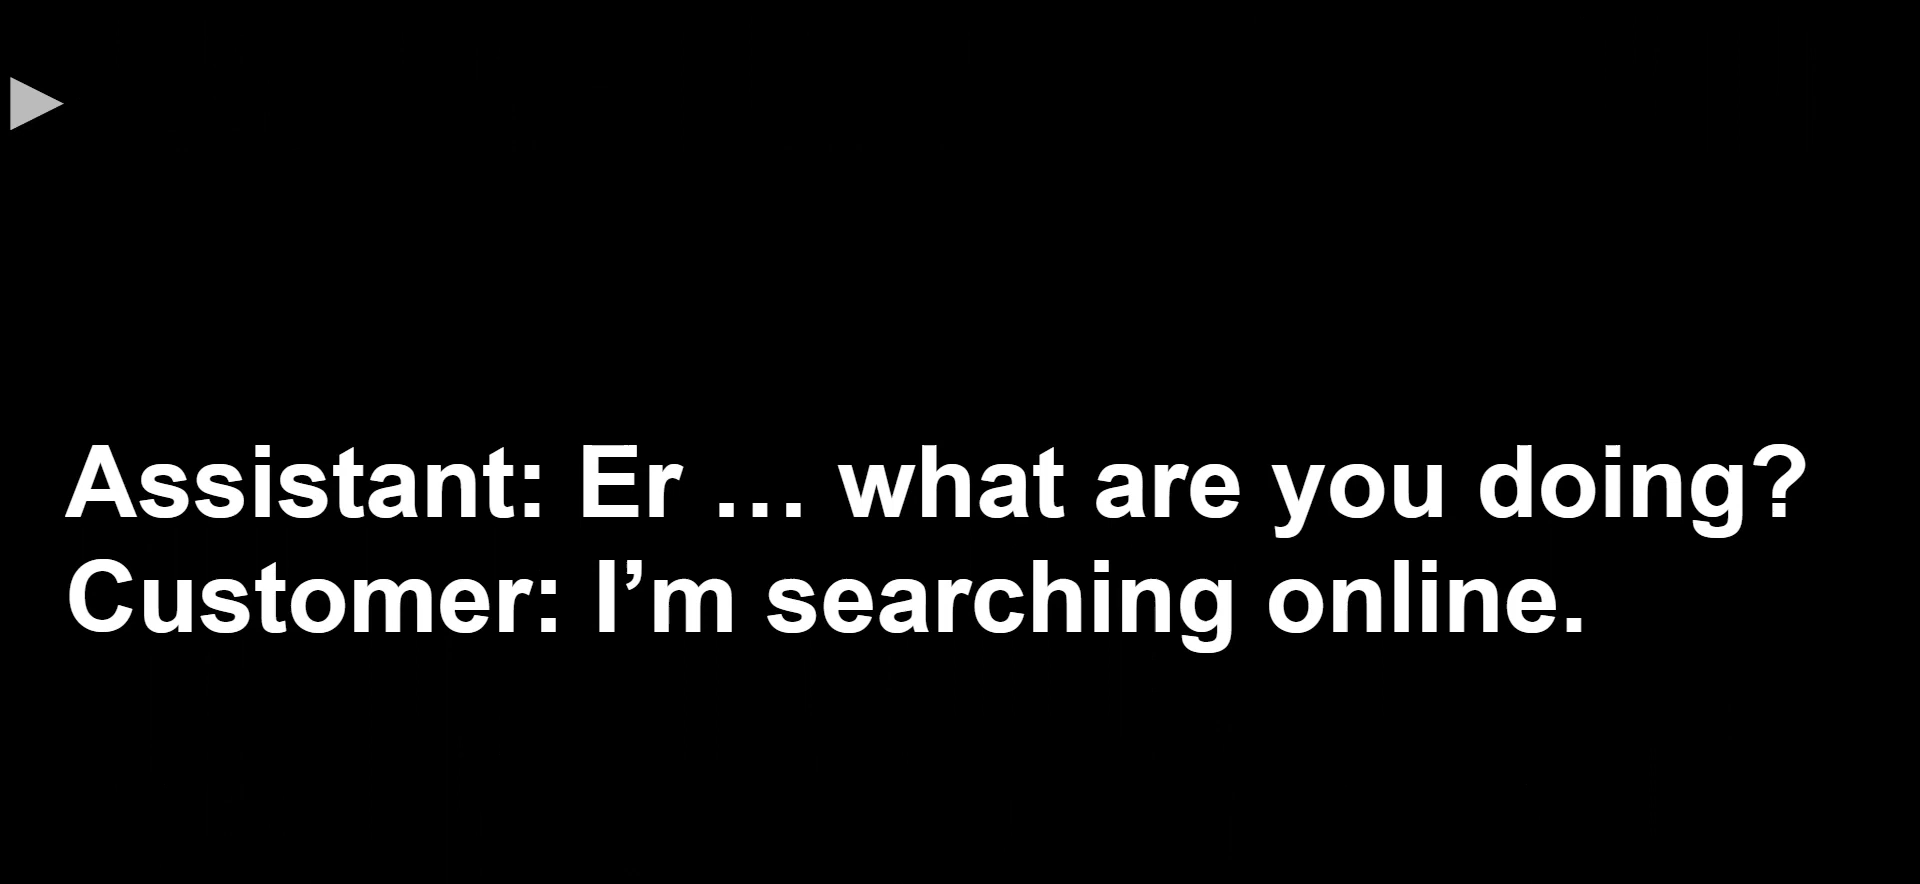 Assistant: Er … what are you doing?
Customer: I’m searching online.